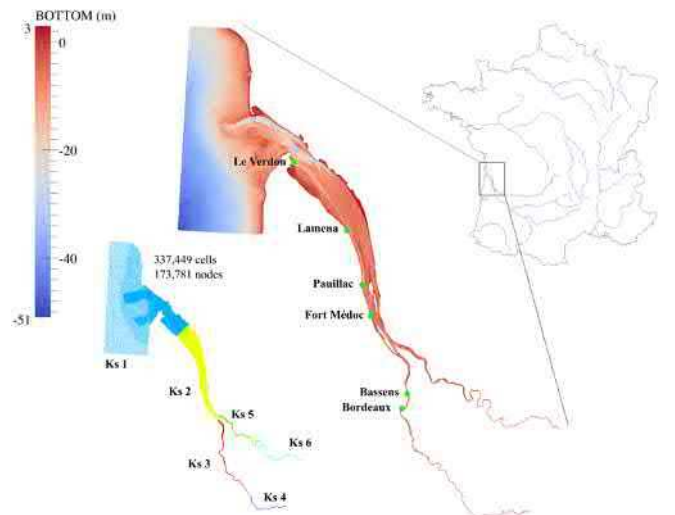 BOTTOM (m)
3
0
-20
-40
-51
Le Verdon
Lamena
Pauillac
Fort Médoc
Bassens
Bordeaux
337,449 cells
173,781 nodes
Ks 1
Ks 2
Ks 5
Ks 6
Ks 3
Ks 4